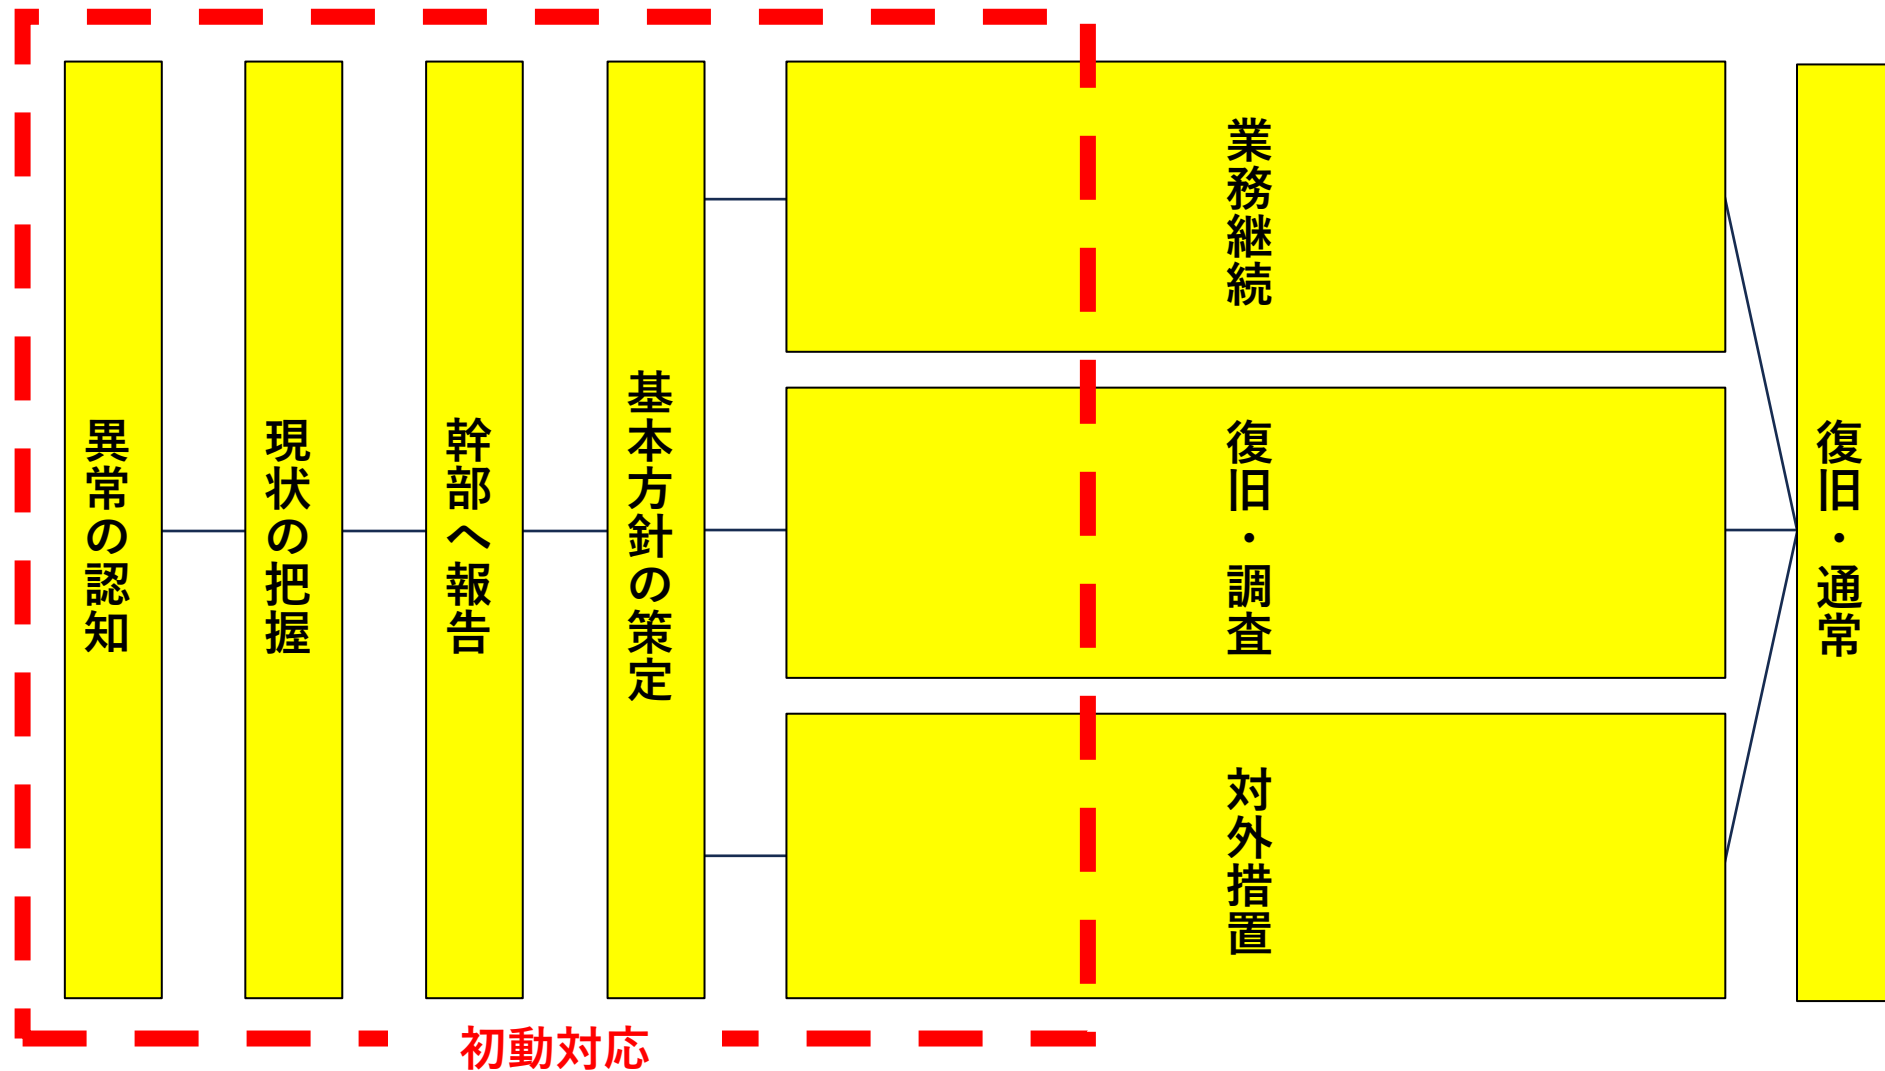 異常の認知
現状の把握
幹部へ報告
基本方針の策定
業務継続
復旧・調査
対外措置
復旧・通常
初動対応